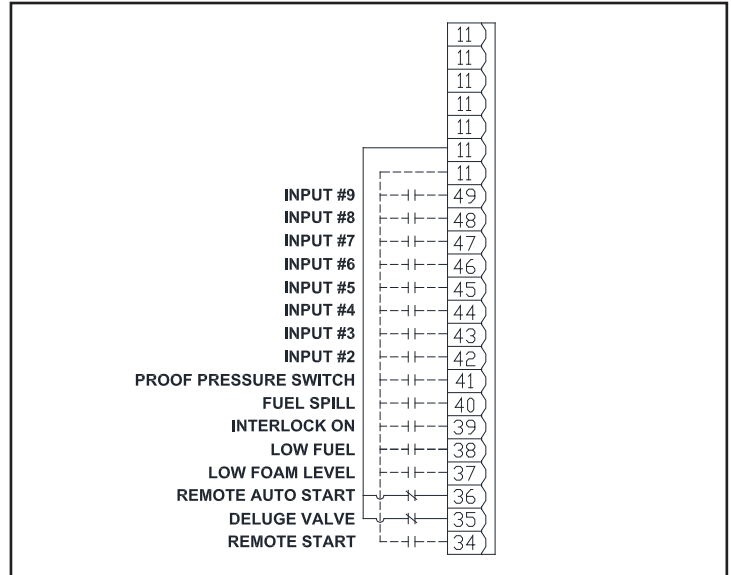 11
11
11
11
11
11
11
INPUT #9 49
INPUT #8 48
INPUT #7 47
INPUT #6 46
INPUT #5 45
INPUT #4 44
INPUT #3 43
INPUT #2 42
PROOF PRESSURE SWITCH 41
FUEL SPILL 40
INTERLOCK ON 39
LOW FUEL 38
LOW FOAM LEVEL 37
REMOTE AUTO START 36
DELUGE VALVE 35
REMOTE START 34